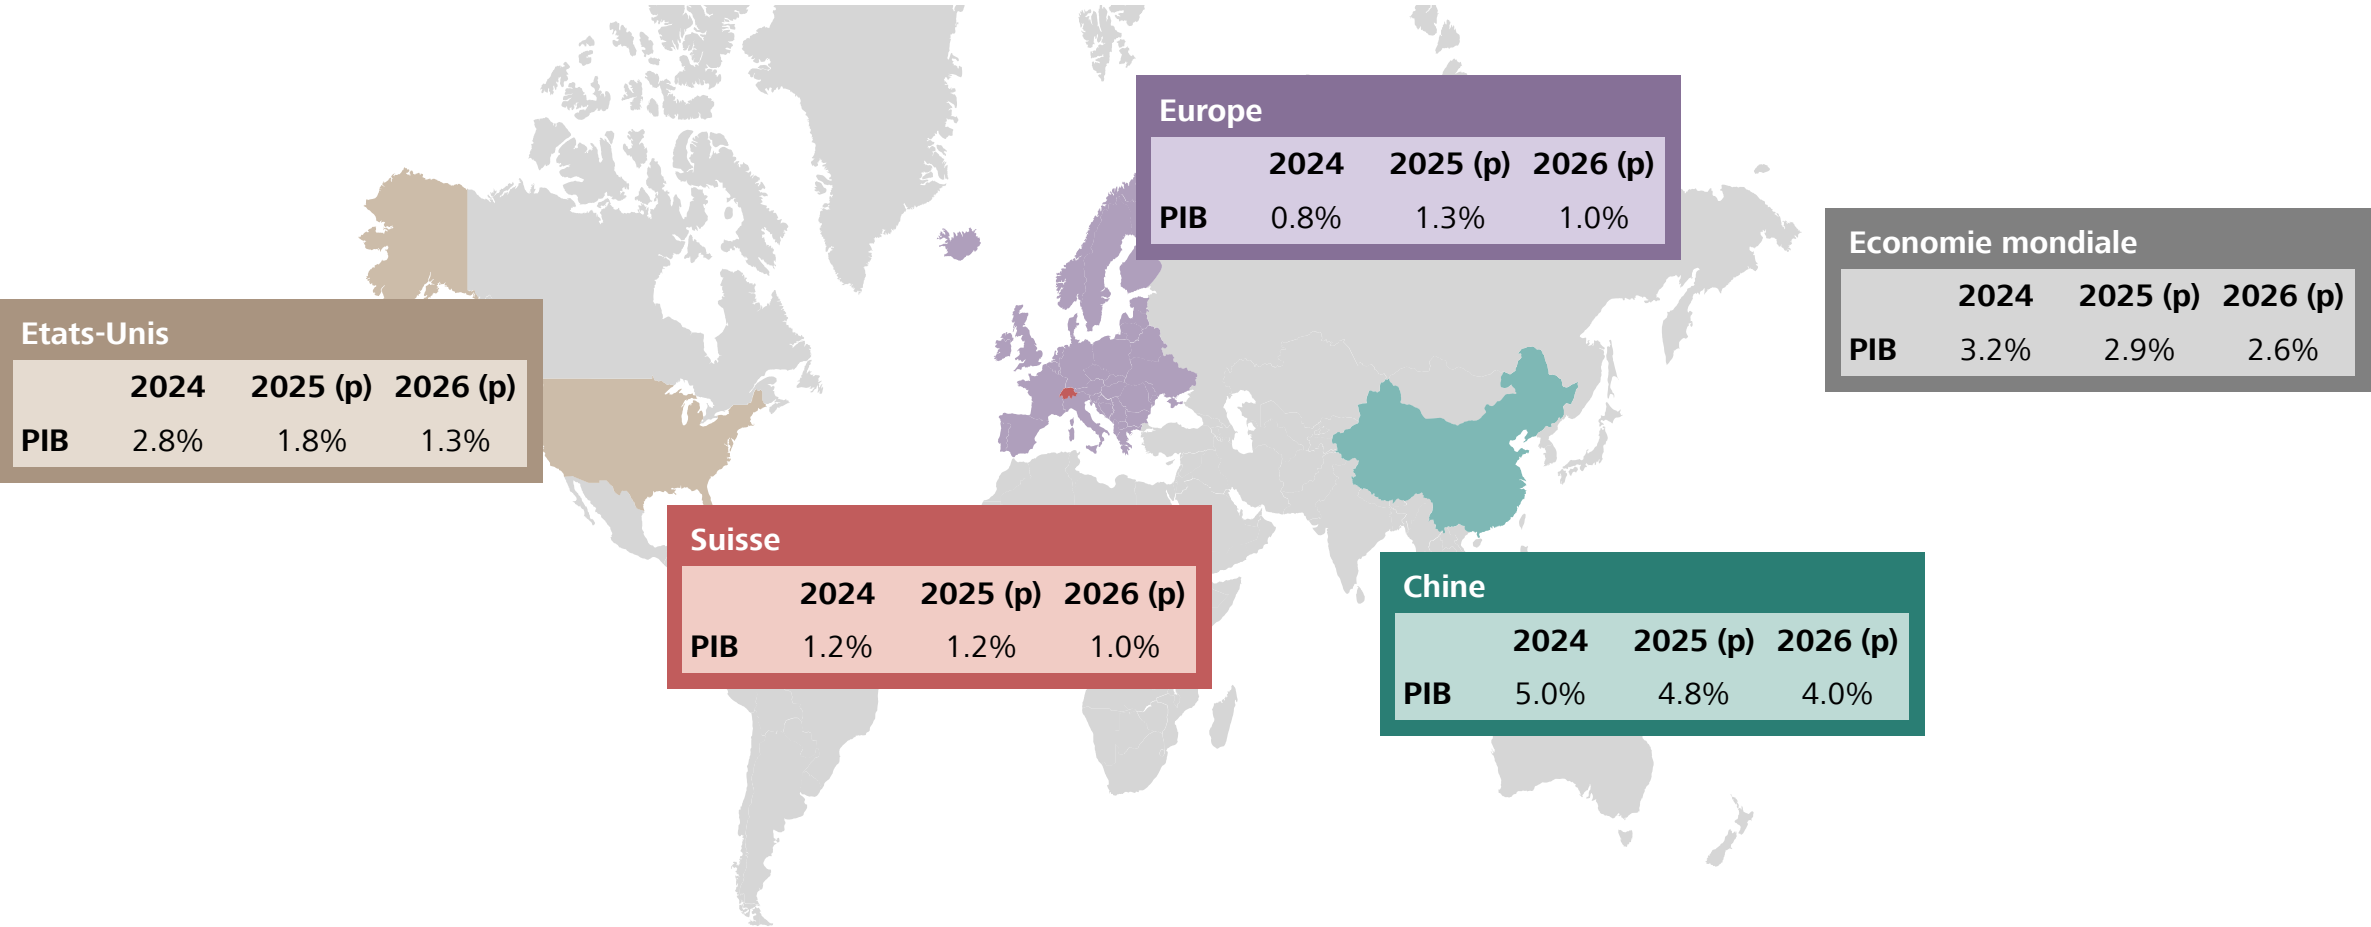 Europe
2024 2025 (p) 2026 (p)
PIB 0.8% 1.3% 1.0%
Economie mondiale
2024 2025 (p) 2026 (p)
PIB 3.2% 2.9% 2.6%
Etats-Unis
2024 2025 (p) 2026 (p)
PIB 2.8% 1.8% 1.3%
Suisse
2024 2025 (p) 2026 (p)
PIB 1.2% 1.2% 1.0%
Chine
2024 2025 (p) 2026 (p)
PIB 5.0% 4.8% 4.0%